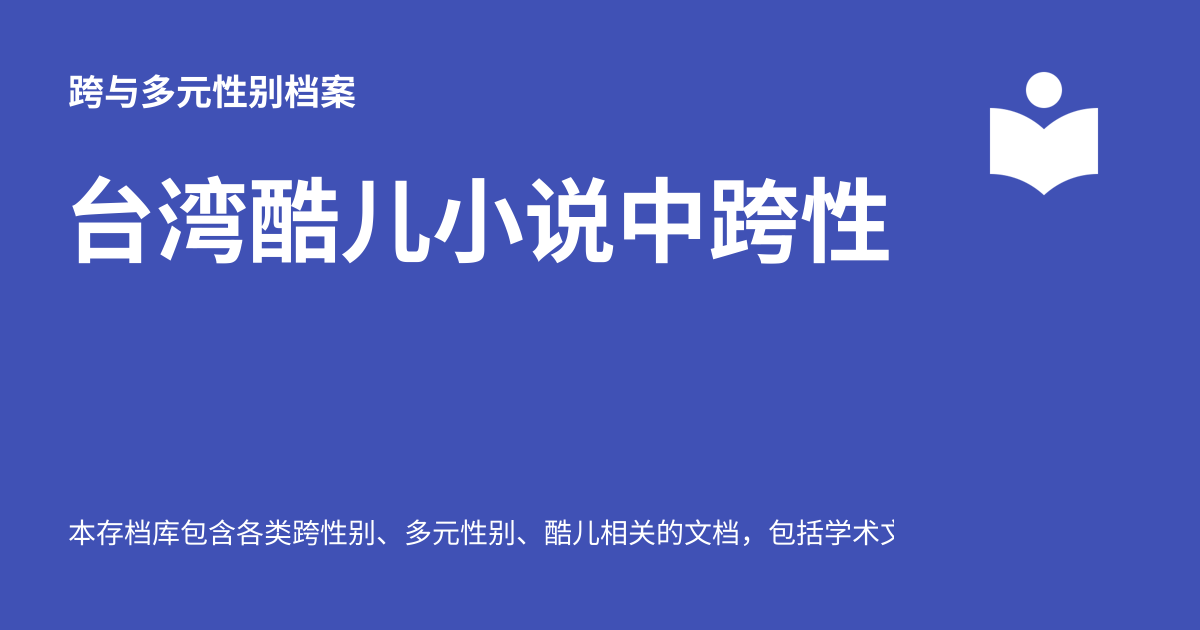 跨与多元性别档案
台湾酷儿小说中跨性
本存档库包含各类跨性别、多元性别、酷儿相关的文档，包括学术